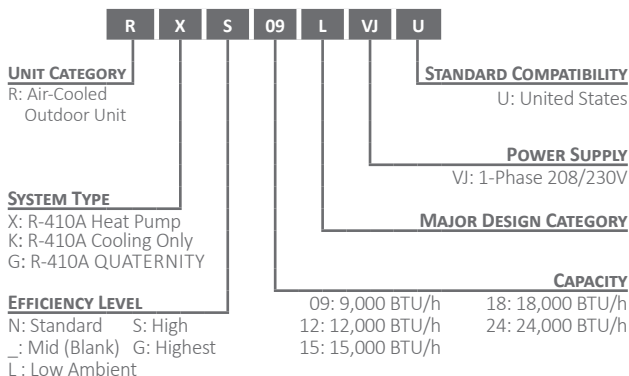 R X S 09 L VJ U
UNIT CATEGORY
R: Air-Cooled
Outdoor Unit
STANDARD COMPATIBILITY
U: United States
POWER SUPPLY
VJ: 1-Phase 208/230V
SYSTEM TYPE
X: R-410A Heat Pump
K: R-410A Cooling Only
G: R-410A QUATERNITY
MAJOR DESIGN CATEGORY
CAPACITY
09: 9,000 BTU/h 18: 18,000 BTU/h
12: 12,000 BTU/h 24: 24,000 BTU/h
15: 15,000 BTU/h
EFFICIENCY LEVEL
N: Standard S: High
_: Mid (Blank) G: Highest
L : Low Ambient